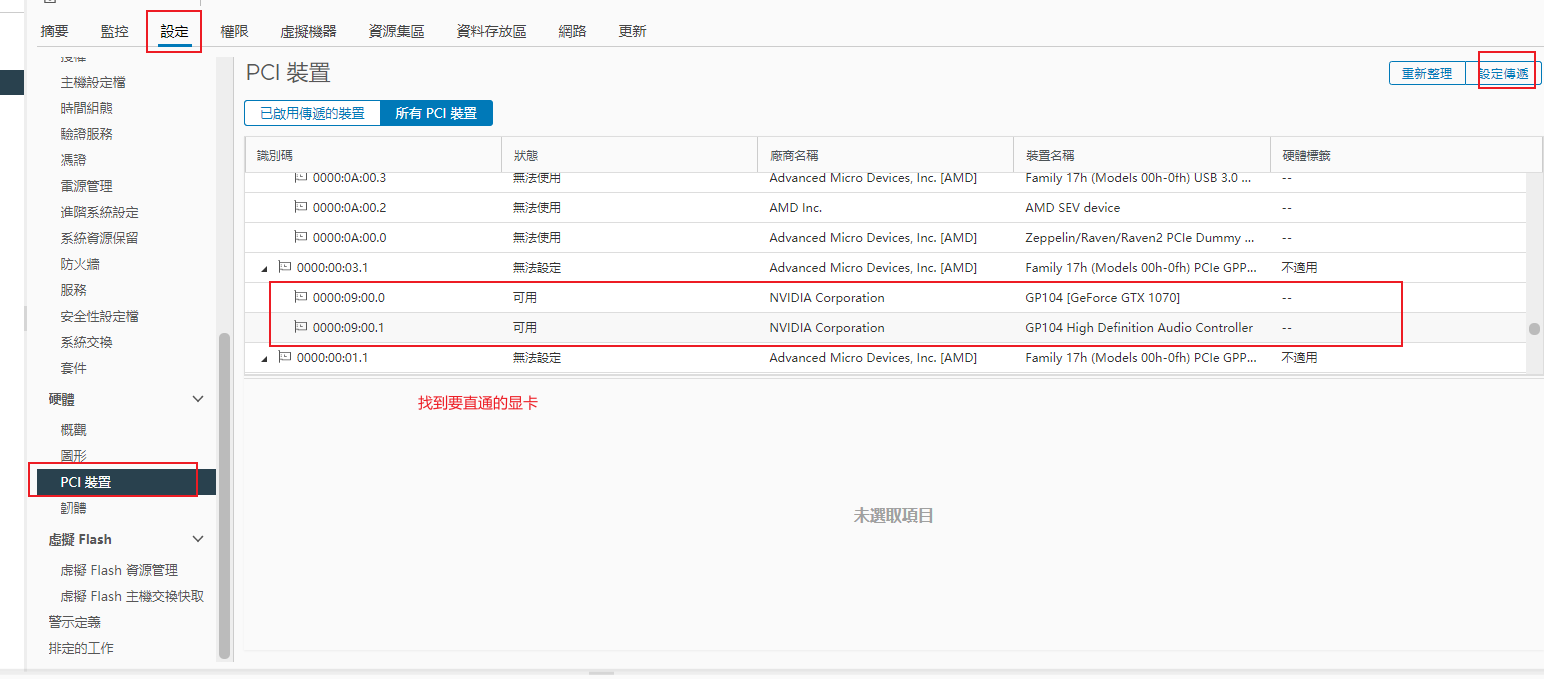 摘要 監控 設定 權限 虛擬機器 資源集區 資料存放區 網路 更新
授權
主機設定檔
時間組態
驗證服務
憑證
電源管理
進階系統設定
系統資源保留
防火牆
服務
安全性設定檔
系統交換
套件
硬體
概觀
圖形
PCI 裝置
韌體
虛擬 Flash
虛擬 Flash 資源管理
虛擬 Flash 主機交換快取
警示定義
排定的工作
PCI 裝置
重新整理 設定傳遞
已啟用傳遞的裝置 所有 PCI 裝置
識別碼 狀態 廠商名稱 裝置名稱 硬體標籤
0000:0A:00.3 無法使用 Advanced Micro Devices, Inc. [AMD] Family 17h (Models 00h-0fh) USB 3.0 ... --
0000:0A:00.2 無法使用 AMD Inc. AMD SEV device --
0000:0A:00.0 無法使用 Advanced Micro Devices, Inc. [AMD] Zeppelin/Raven/Raven2 PCIe Dummy ... --
0000:00:03.1 無法設定 Advanced Micro Devices, Inc. [AMD] Family 17h (Models 00h-0fh) PCIe GPP... 不適用
0000:09:00.0 可用 NVIDIA Corporation GP104 [GeForce GTX 1070] --
0000:09:00.1 可用 NVIDIA Corporation GP104 High Definition Audio Controller --
0000:00:01.1 無法設定 Advanced Micro Devices, Inc. [AMD] Family 17h (Models 00h-0fh) PCIe GPP... 不適用
找到要直通的显卡
未選取項目